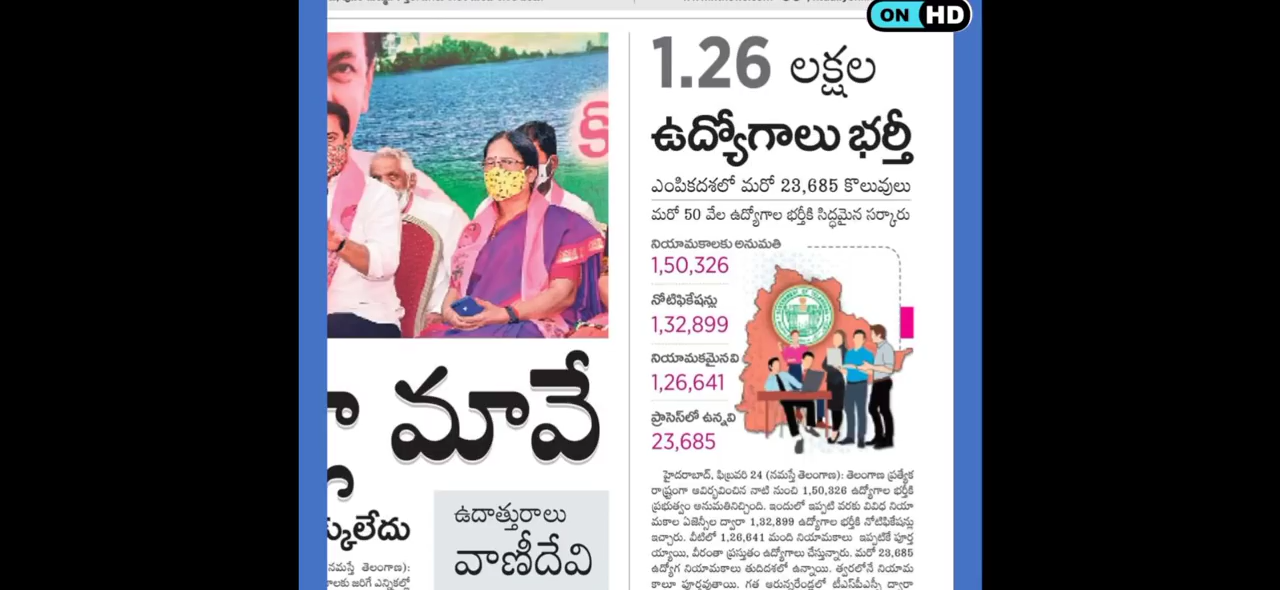 ON HD
1.26 లక్షల
ఉద్యోగాలు భర్తీ
ఎంపికదశలో మరో 23,685 కొలువులు
మరో 50 వేల ఉద్యోగాల భర్తీకి సిద్ధమైన సర్కారు
నియామకాలకు అనుమతి
1,50,326
నోటిఫికేషన్లు
1,32,899
నియామకమైనవి
1,26,641
ప్రాసెస్‌లో ఉన్నవి
23,685
హైదరాబాద్, ఫిబ్రవరి 24 (నమస్తే తెలంగాణ): తెలంగాణ ప్రత్యేక
రాష్ట్రంగా ఆవిర్భవించిన నాటి నుంచి 1,50,326 ఉద్యోగాల భర్తీకి
ప్రభుత్వం అనుమతినిచ్చింది. ఇందులో ఇప్పటి వరకు వివిధ నియా
మకాల ఏజెన్సీల ద్వారా 1,32,899 ఉద్యోగాల భర్తీకి నోటిఫికేషన్లు
ఇచ్చారు. వీటిలో 1,26,641 మంది నియామకాలు ఇప్పటికే పూర్త
య్యాయి, వీరంతా ప్రస్తుతం ఉద్యోగాలు చేస్తున్నారు. మరో 23,685
ఉద్యోగ నియామకాలు తుదిదశలో ఉన్నాయి. త్వరలోనే నియామ
కాలూ పూర్తవుతాయి. గత ఆరున్నరేండ్లలో టీఎస్‌పీఎస్సీ ద్వారా
మావే
ఉదాత్తురాలు
వాణీదేవి
క్కలేదు
నమస్తే తెలంగాణ):
లకు జరిగే ఎన్నికల్లో